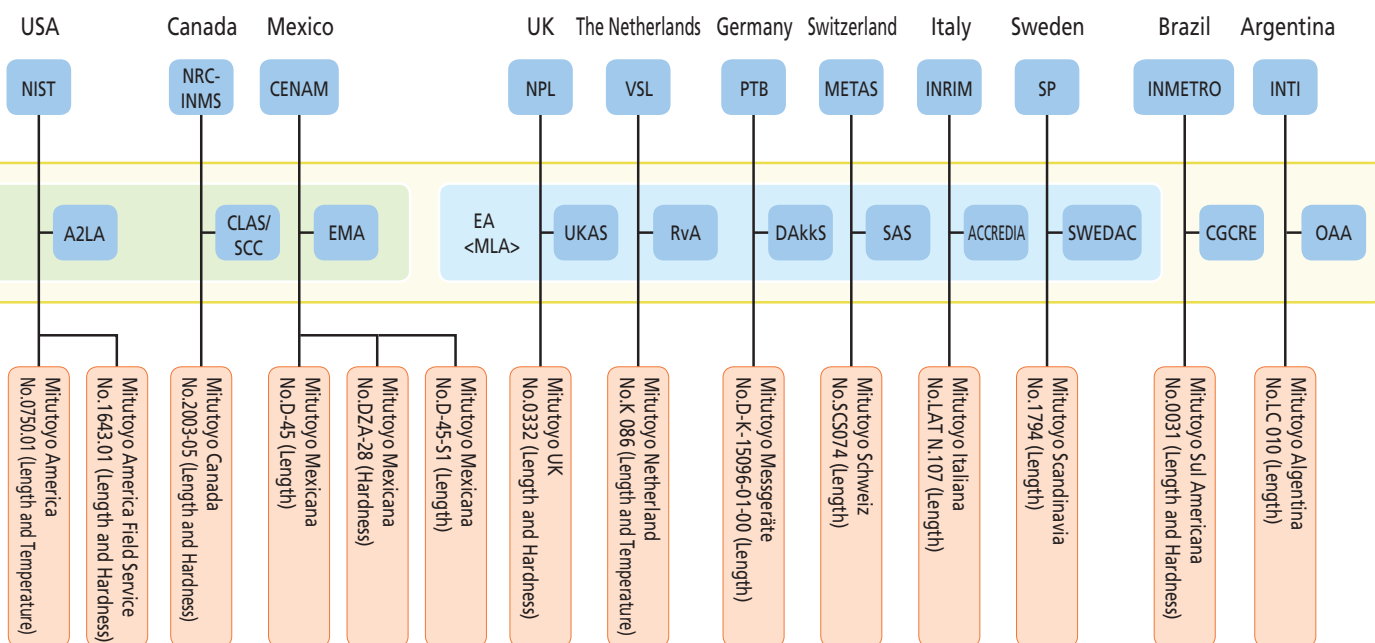 USA
Canada
Mexico
UK
The Netherlands
Germany
Switzerland
Italy
Sweden
Brazil
Argentina
NIST
NRC-
INMS
CENAM
NPL
VSL
PTB
METAS
INRIM
SP
INMETRO
INTI
A2LA
CLAS/
SCC
EMA
EA
<MLA>
UKAS
RvA
DAkkS
SAS
ACCREDIA
SWEDAC
CGCRE
OAA
Mitutoyo America
No.0750.01 (Length and Temperature)
Mitutoyo America Field Service
No.1643.01 (Length and Hardness)
Mitutoyo Canada
No.2003-05 (Length and Hardness)
Mitutoyo Mexicana
No.D-45 (Length)
Mitutoyo Mexicana
No.DZA-28 (Hardness)
Mitutoyo Mexicana
No.D-45-S1 (Length)
Mitutoyo UK
No.0332 (Length and Hardness)
Mitutoyo Netherland
No.K 086 (Length and Temperature)
Mitutoyo Messgeräte
No.D-K-15096-01-00 (Length)
Mitutoyo Schweiz
No.SCS074 (Length)
Mitutoyo Italiana
No.LAT N.107 (Length)
Mitutoyo Scandinavia
No.1794 (Length)
Mitutoyo Sul Americana
No.0031 (Length and Hardness)
Mitutoyo Algentina
No.LC 010 (Length)